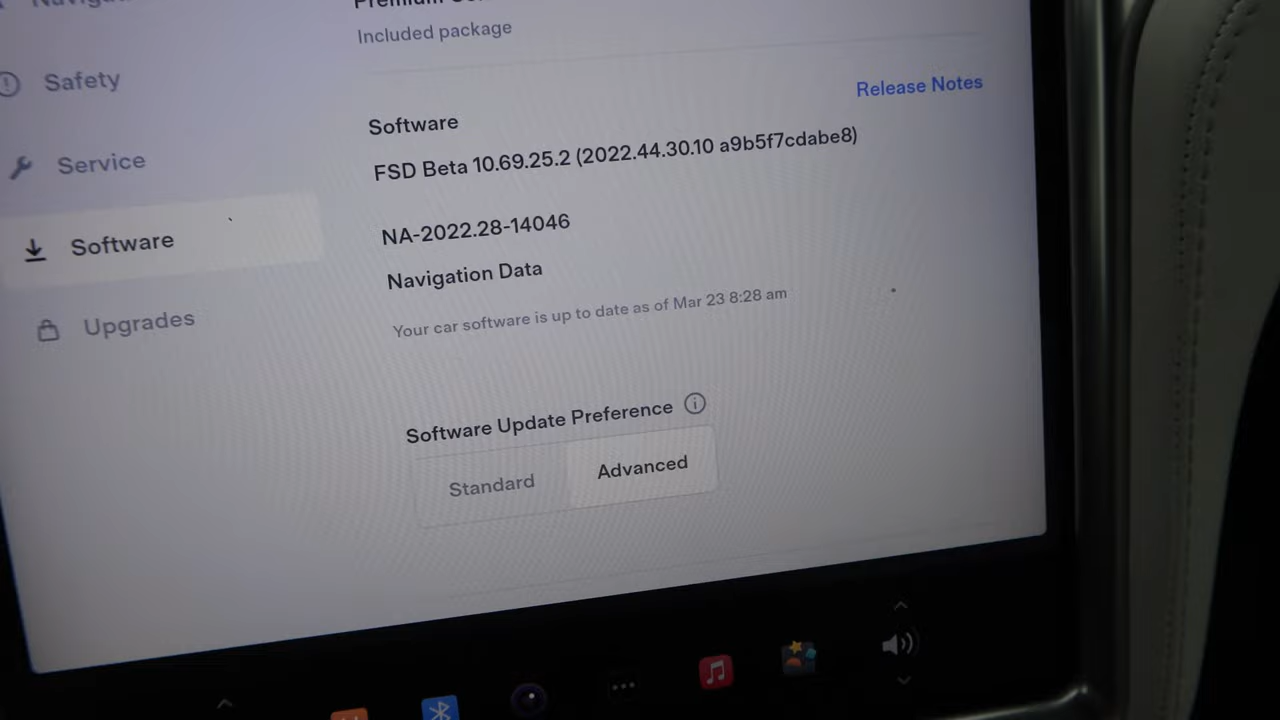 Premium
Included package
Safety
Release Notes
Software
Service
FSD Beta 10.69.25.2 (2022.44.30.10 a9b5f7cdabe8)
Software
NA-2022.28-14046
Navigation Data
Upgrades
Your car software is up to date as of Mar 23 8:28 am
Software Update Preference
Standard
Advanced